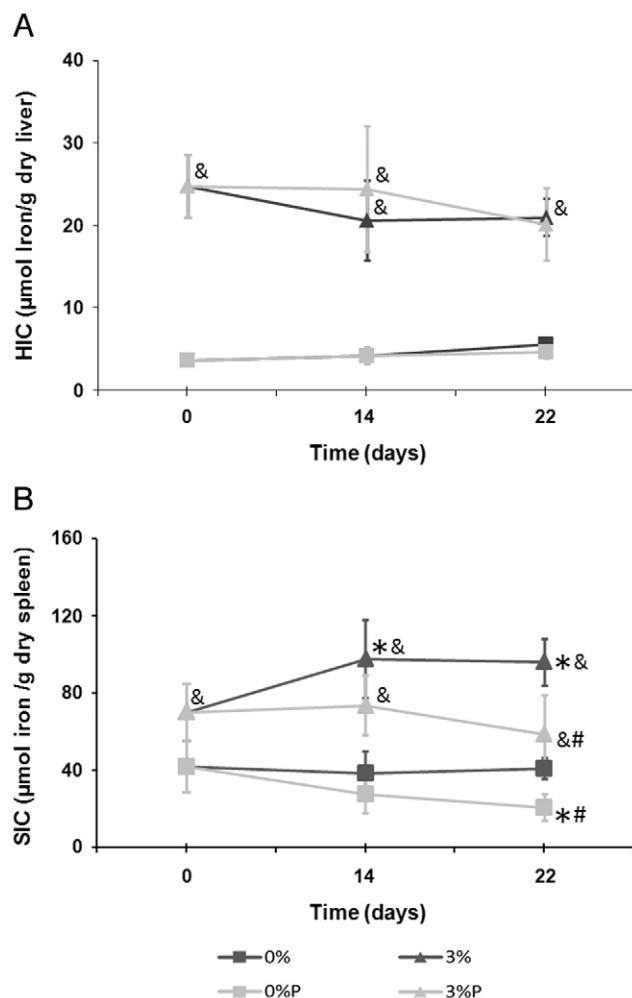 A
40
30
20
10
0
HIC (µmol Iron/g dry liver)
&
&
&
&
0 14 22
Time (days)
B
160
120
80
40
0
SIC (µmol iron /g dry spleen)
&
*&
&
*&
&#
*#
0 14 22
Time (days)
0% 3%
0%P 3%P